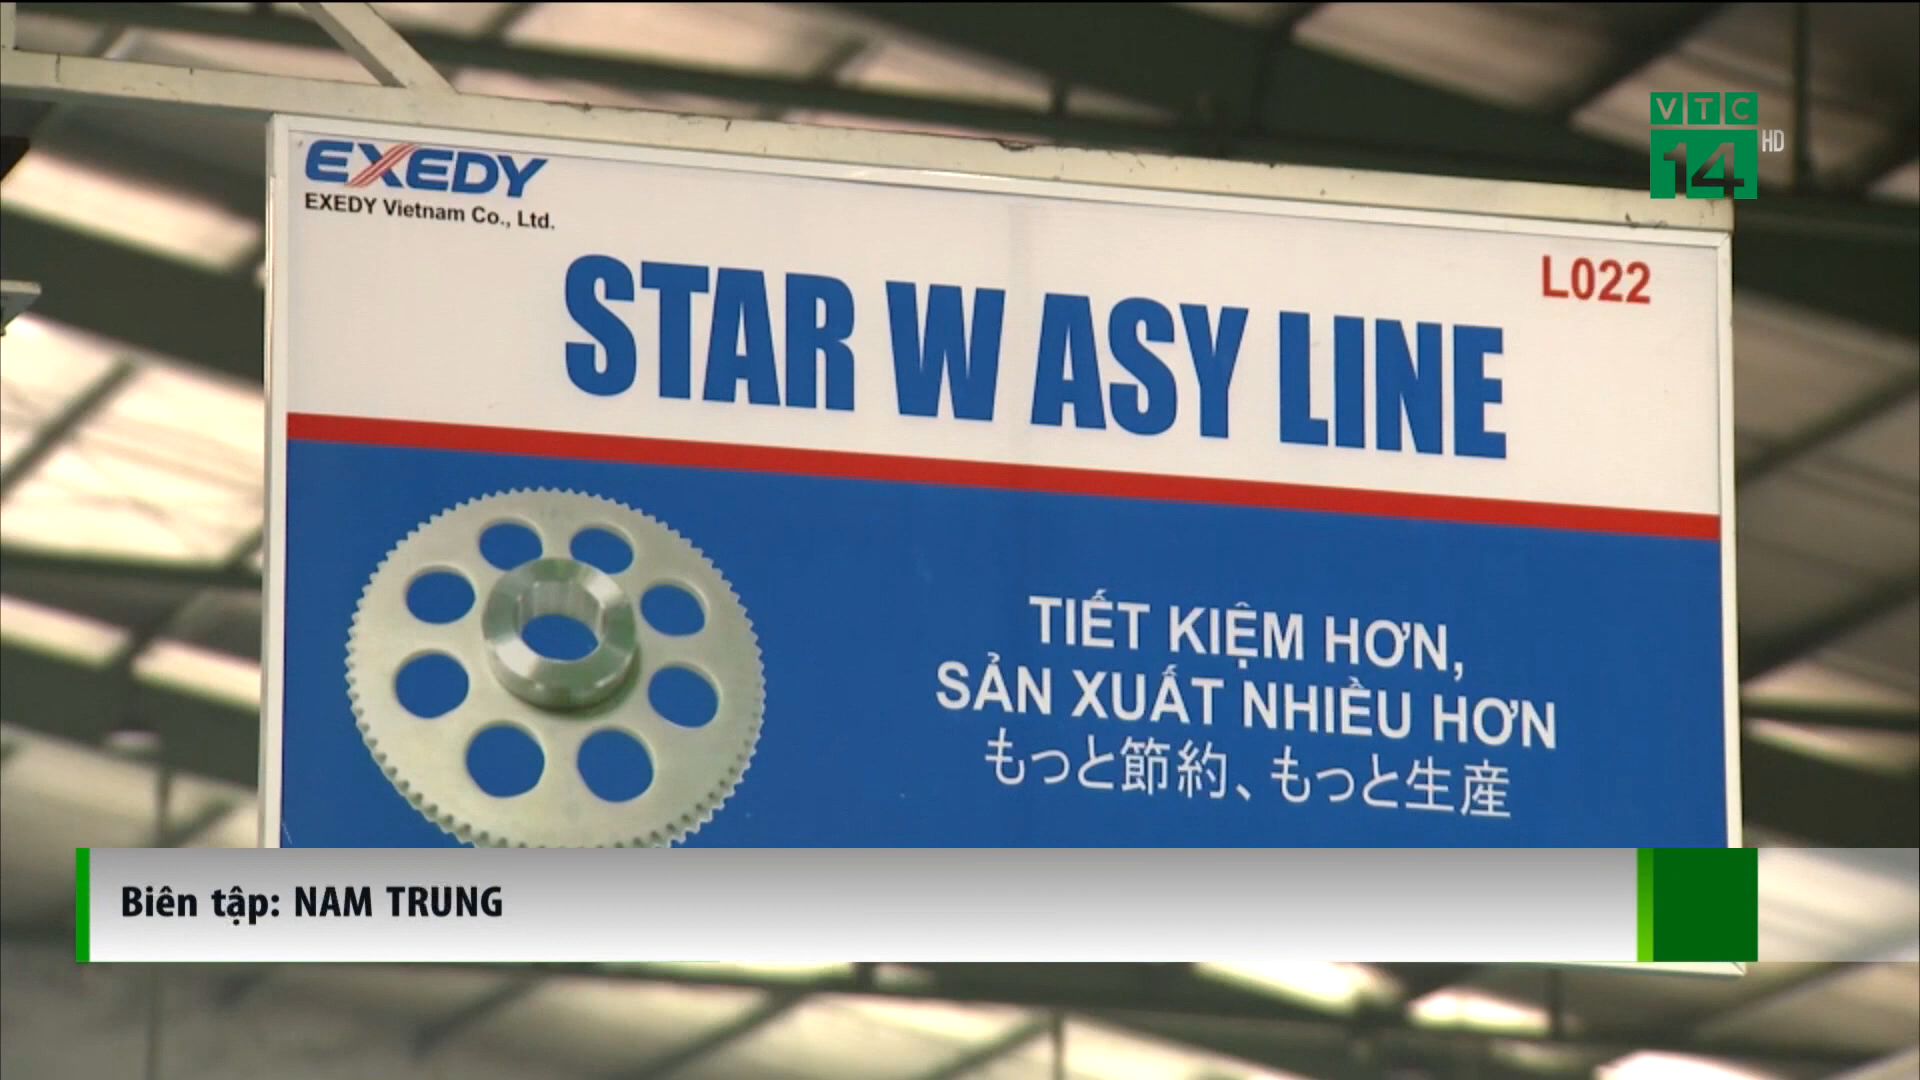 EXEDY
EXEDY Vietnam Co., Ltd.
VTC
14 HD
L022
STAR W ASY LINE
TIẾT KIỆM HƠN,
SẢN XUẤT NHIỀU HƠN
もっと節約、もっと生産
Biên tập: NAM TRUNG